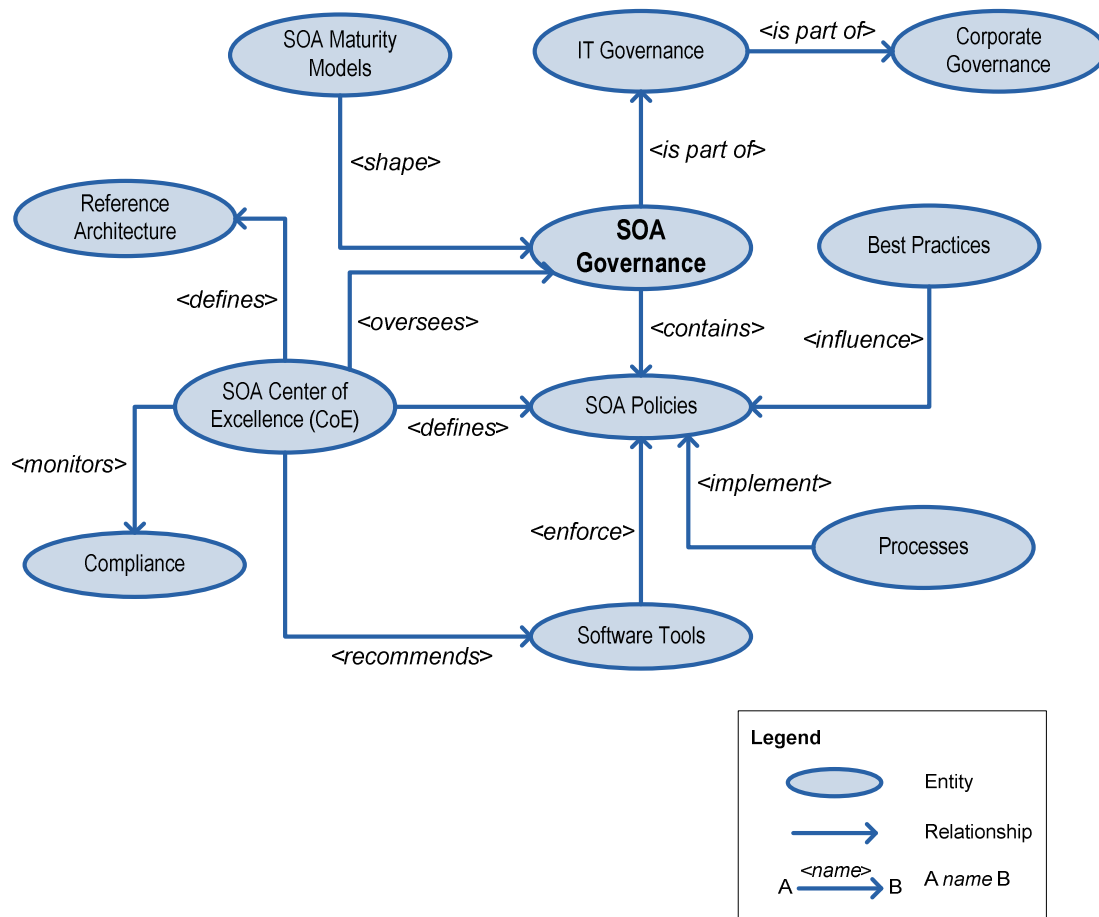 <is part of>
SOA Maturity
Models
IT Governance
Corporate
Governance
<shape>
<is part of>
Reference
Architecture
SOA
Governance
Best Practices
<defines>
<oversees>
<contains>
<influence>
SOA Center of
Excellence (CoE)
<defines>
SOA Policies
<monitors>
<implement>
<enforce>
Compliance
Processes
<recommends>
Software Tools
Legend
Entity
Relationship
<name>
A
B
A name B